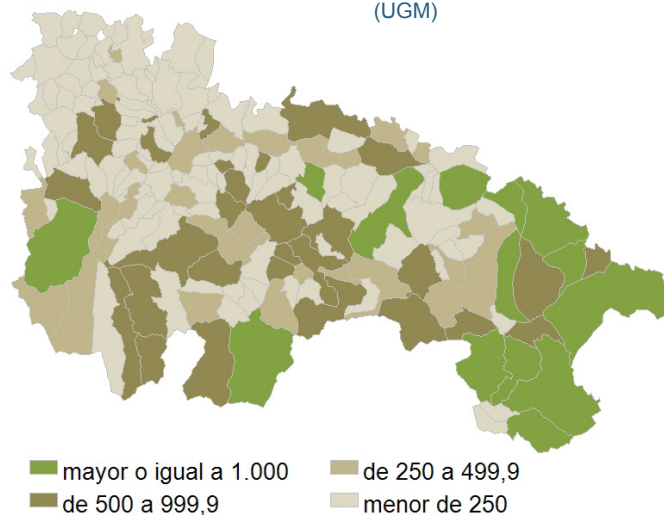 (UGM)
mayor o igual a 1.000
de 250 a 499,9
de 500 a 999,9
menor de 250